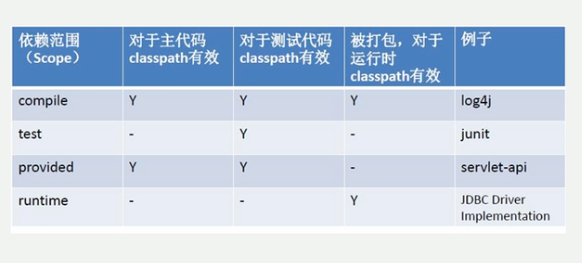 依赖范围
(Scope)
对于主代码
classpath有效
对于测试代码
classpath有效
被打包，对于
运行时
classpath有效
例子
compile Y Y Y log4j
test - Y - junit
provided Y Y - servlet-api
runtime - - Y JDBC Driver
Implementation